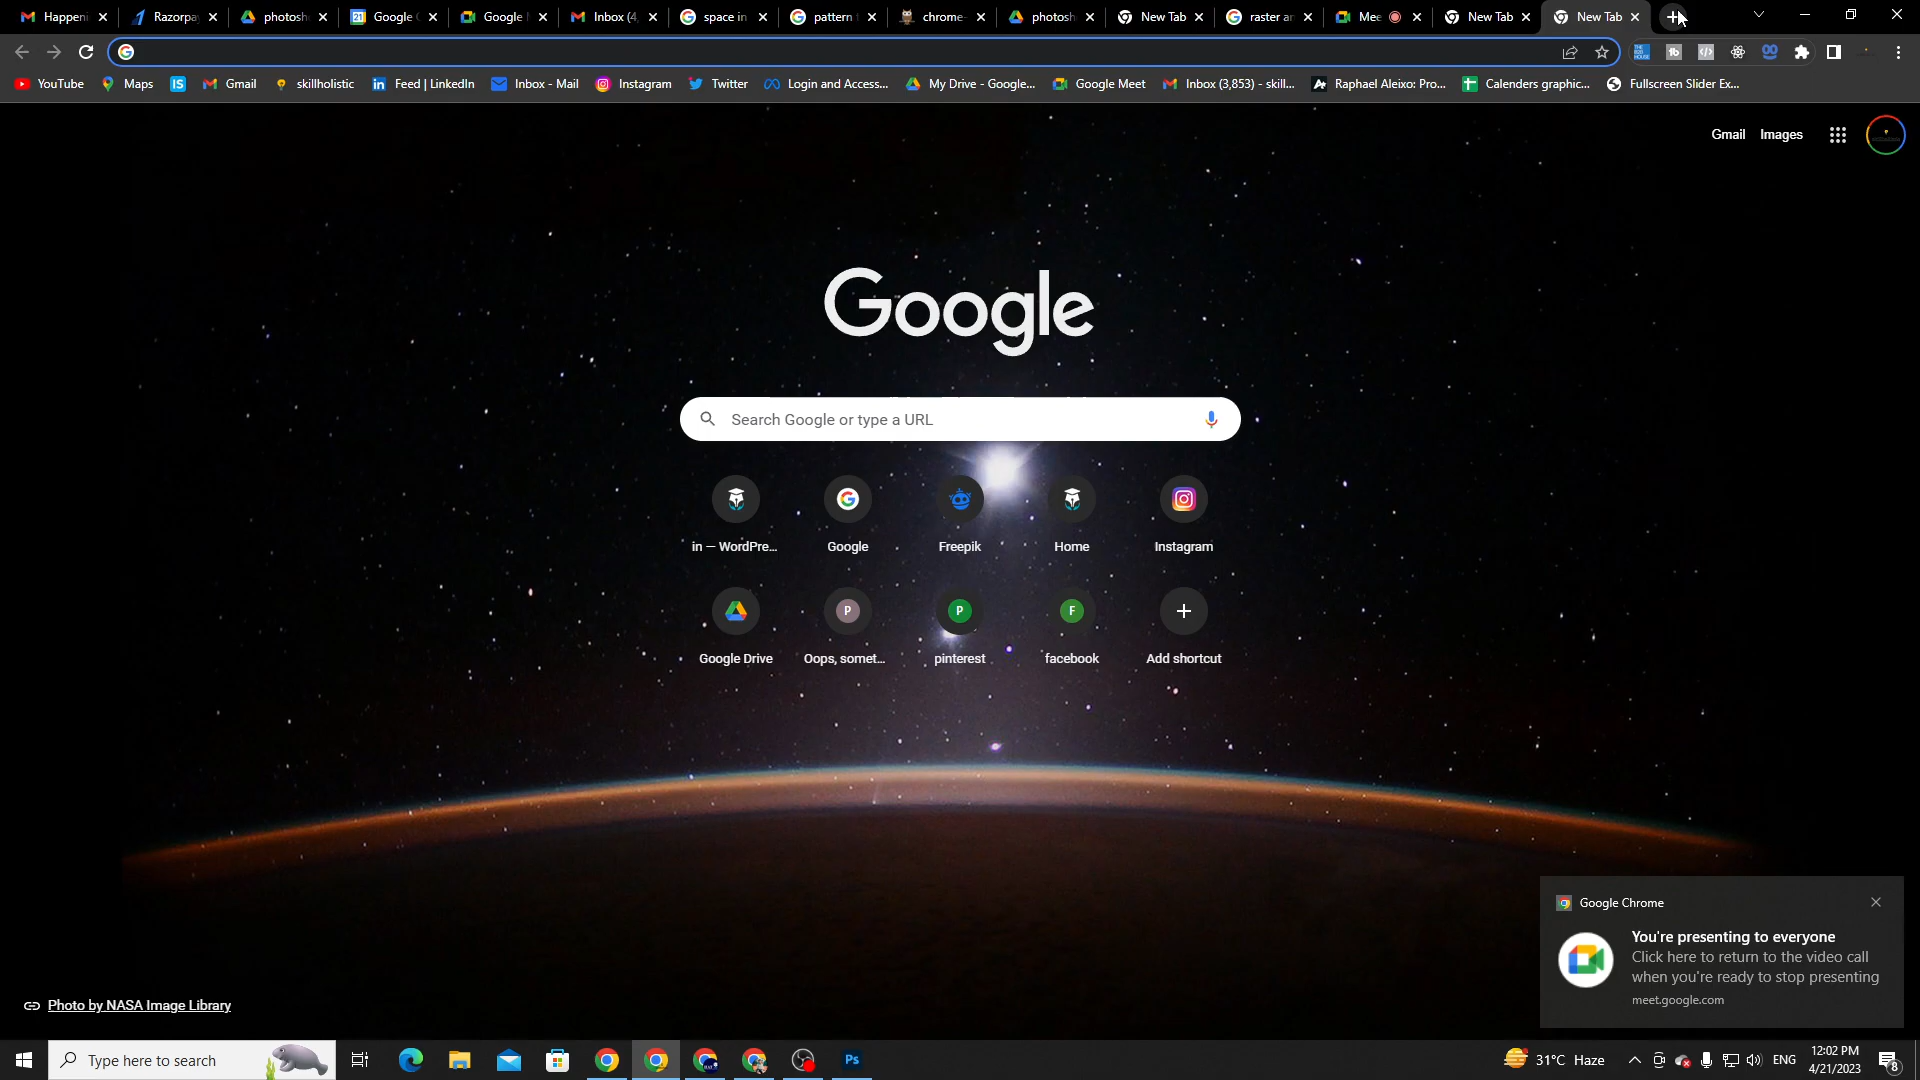 Happeni
Razorpa
photosh
Google C
Google M
Inbox (4,
space in
pattern
chrome-
photosh
New Tab
raster an
Mee
New Tab
New Tab
YouTube
Maps
Gmail
skillholistic
Feed | LinkedIn
Inbox - Mail
Instagram
Twitter
Login and Access...
My Drive - Google...
Google Meet
Inbox (3,853) - skill...
Raphael Aleixo: Pro...
Calenders graphic...
Fullscreen Slider Ex...
Gmail Images
Google
Search Google or type a URL
in — WordPre...
Google
Freepik
Home
Instagram
P
P
F
Google Drive
Oops, somet...
pinterest
facebook
Add shortcut
Google Chrome
You're presenting to everyone
Click here to return to the video call
when you're ready to stop presenting
meet.google.com
Photo by NASA Image Library
Type here to search
Ps
31°C Haze
ENG
12:02 PM
4/21/2023
8